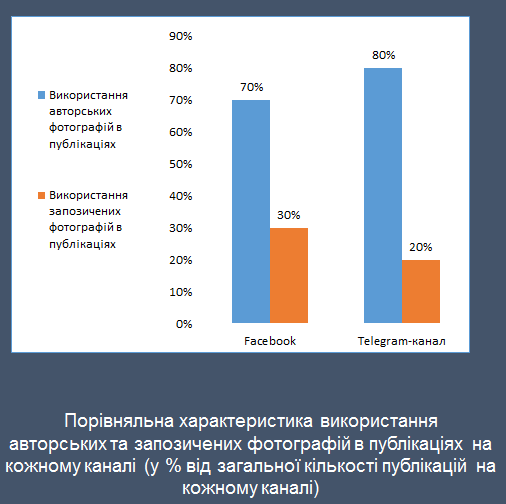 90%
80%
70%
60%
50%
40%
30%
20%
10%
0%
Використання
авторських
фотографій в
публікаціях
Використання
запозичених
фотографій в
публікаціях
70%
30%
80%
20%
Facebook
Telegram-канал
Порівняльна характеристика використання
авторських та запозичених фотографій в публікаціях на
кожному каналі (у % від загальної кількості публікацій на
кожному каналі)